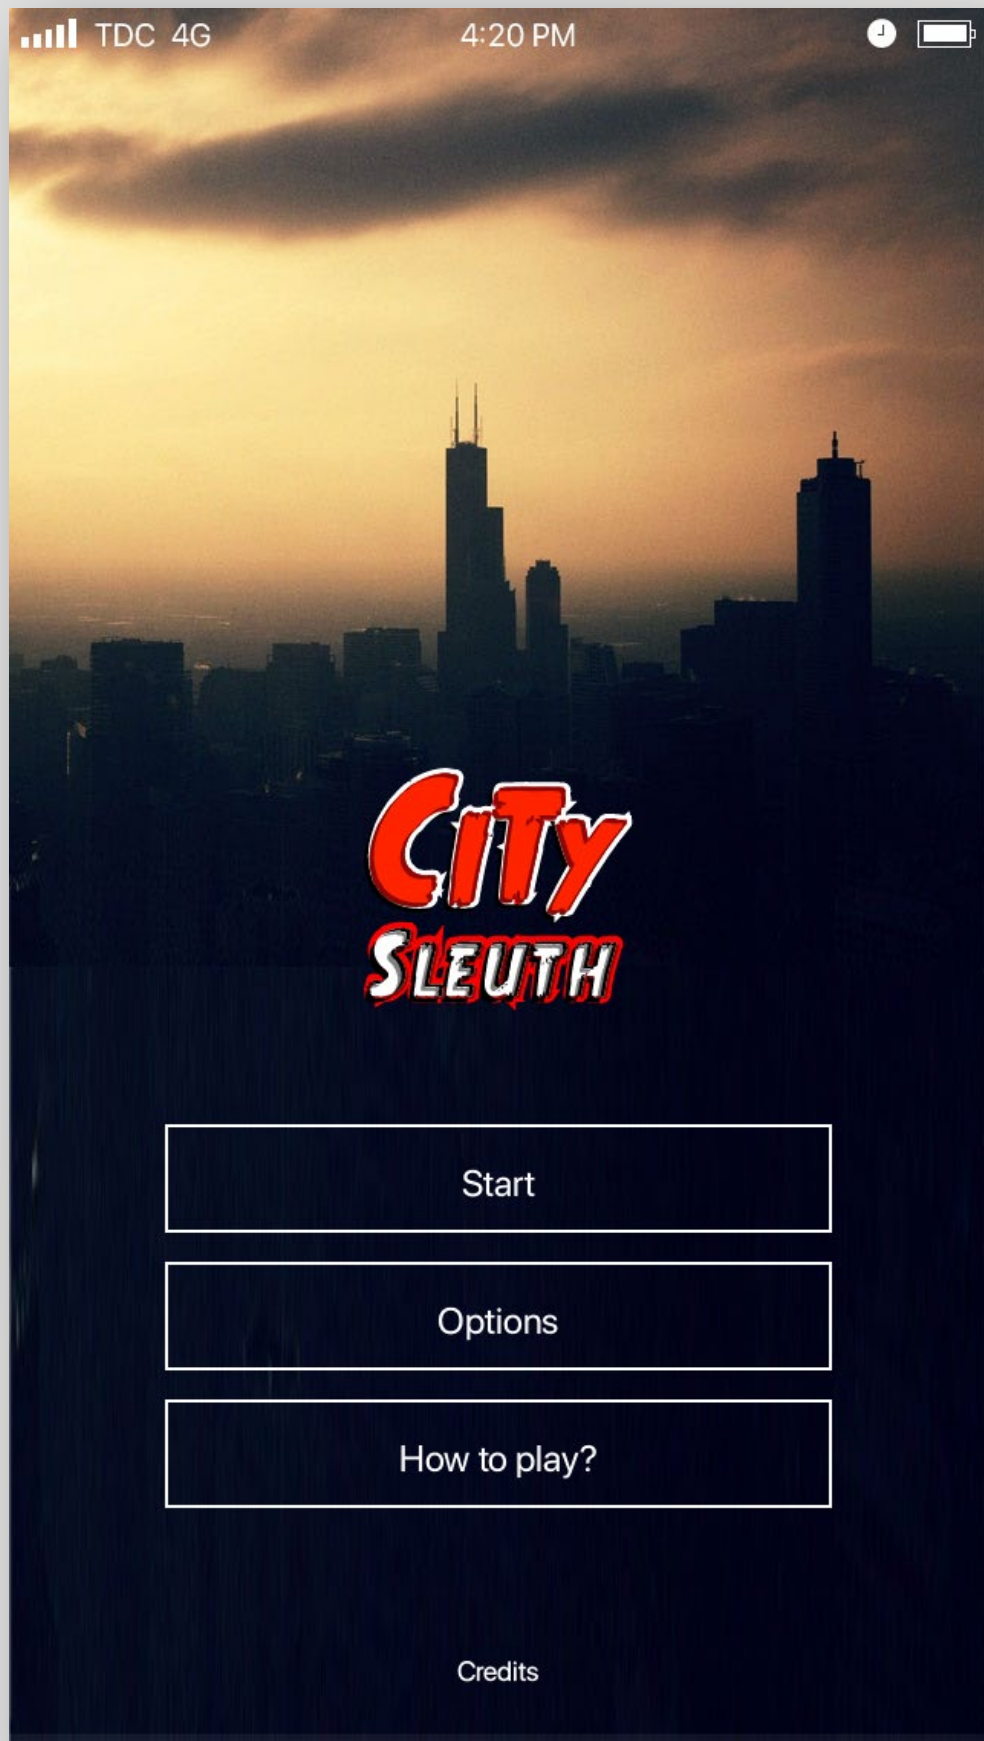 TDC 4G 4:20 PM
CiTy
SLEUTH
Start
Options
How to play?
Credits